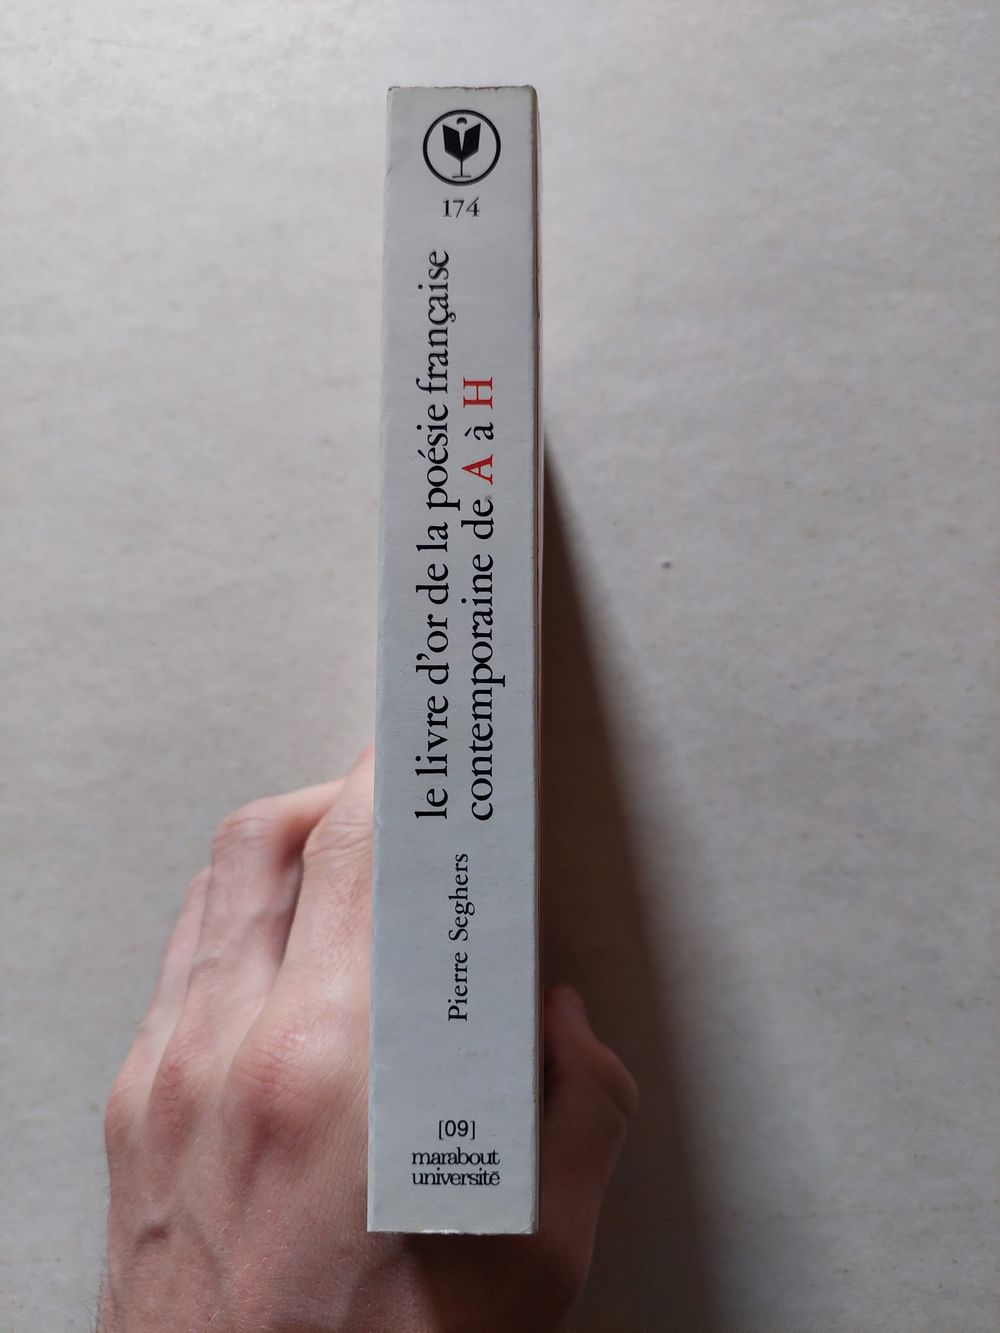 174
le livre d'or de la poésie française
contemporaine de A à H
Pierre Seghers
[09]
marabout
université